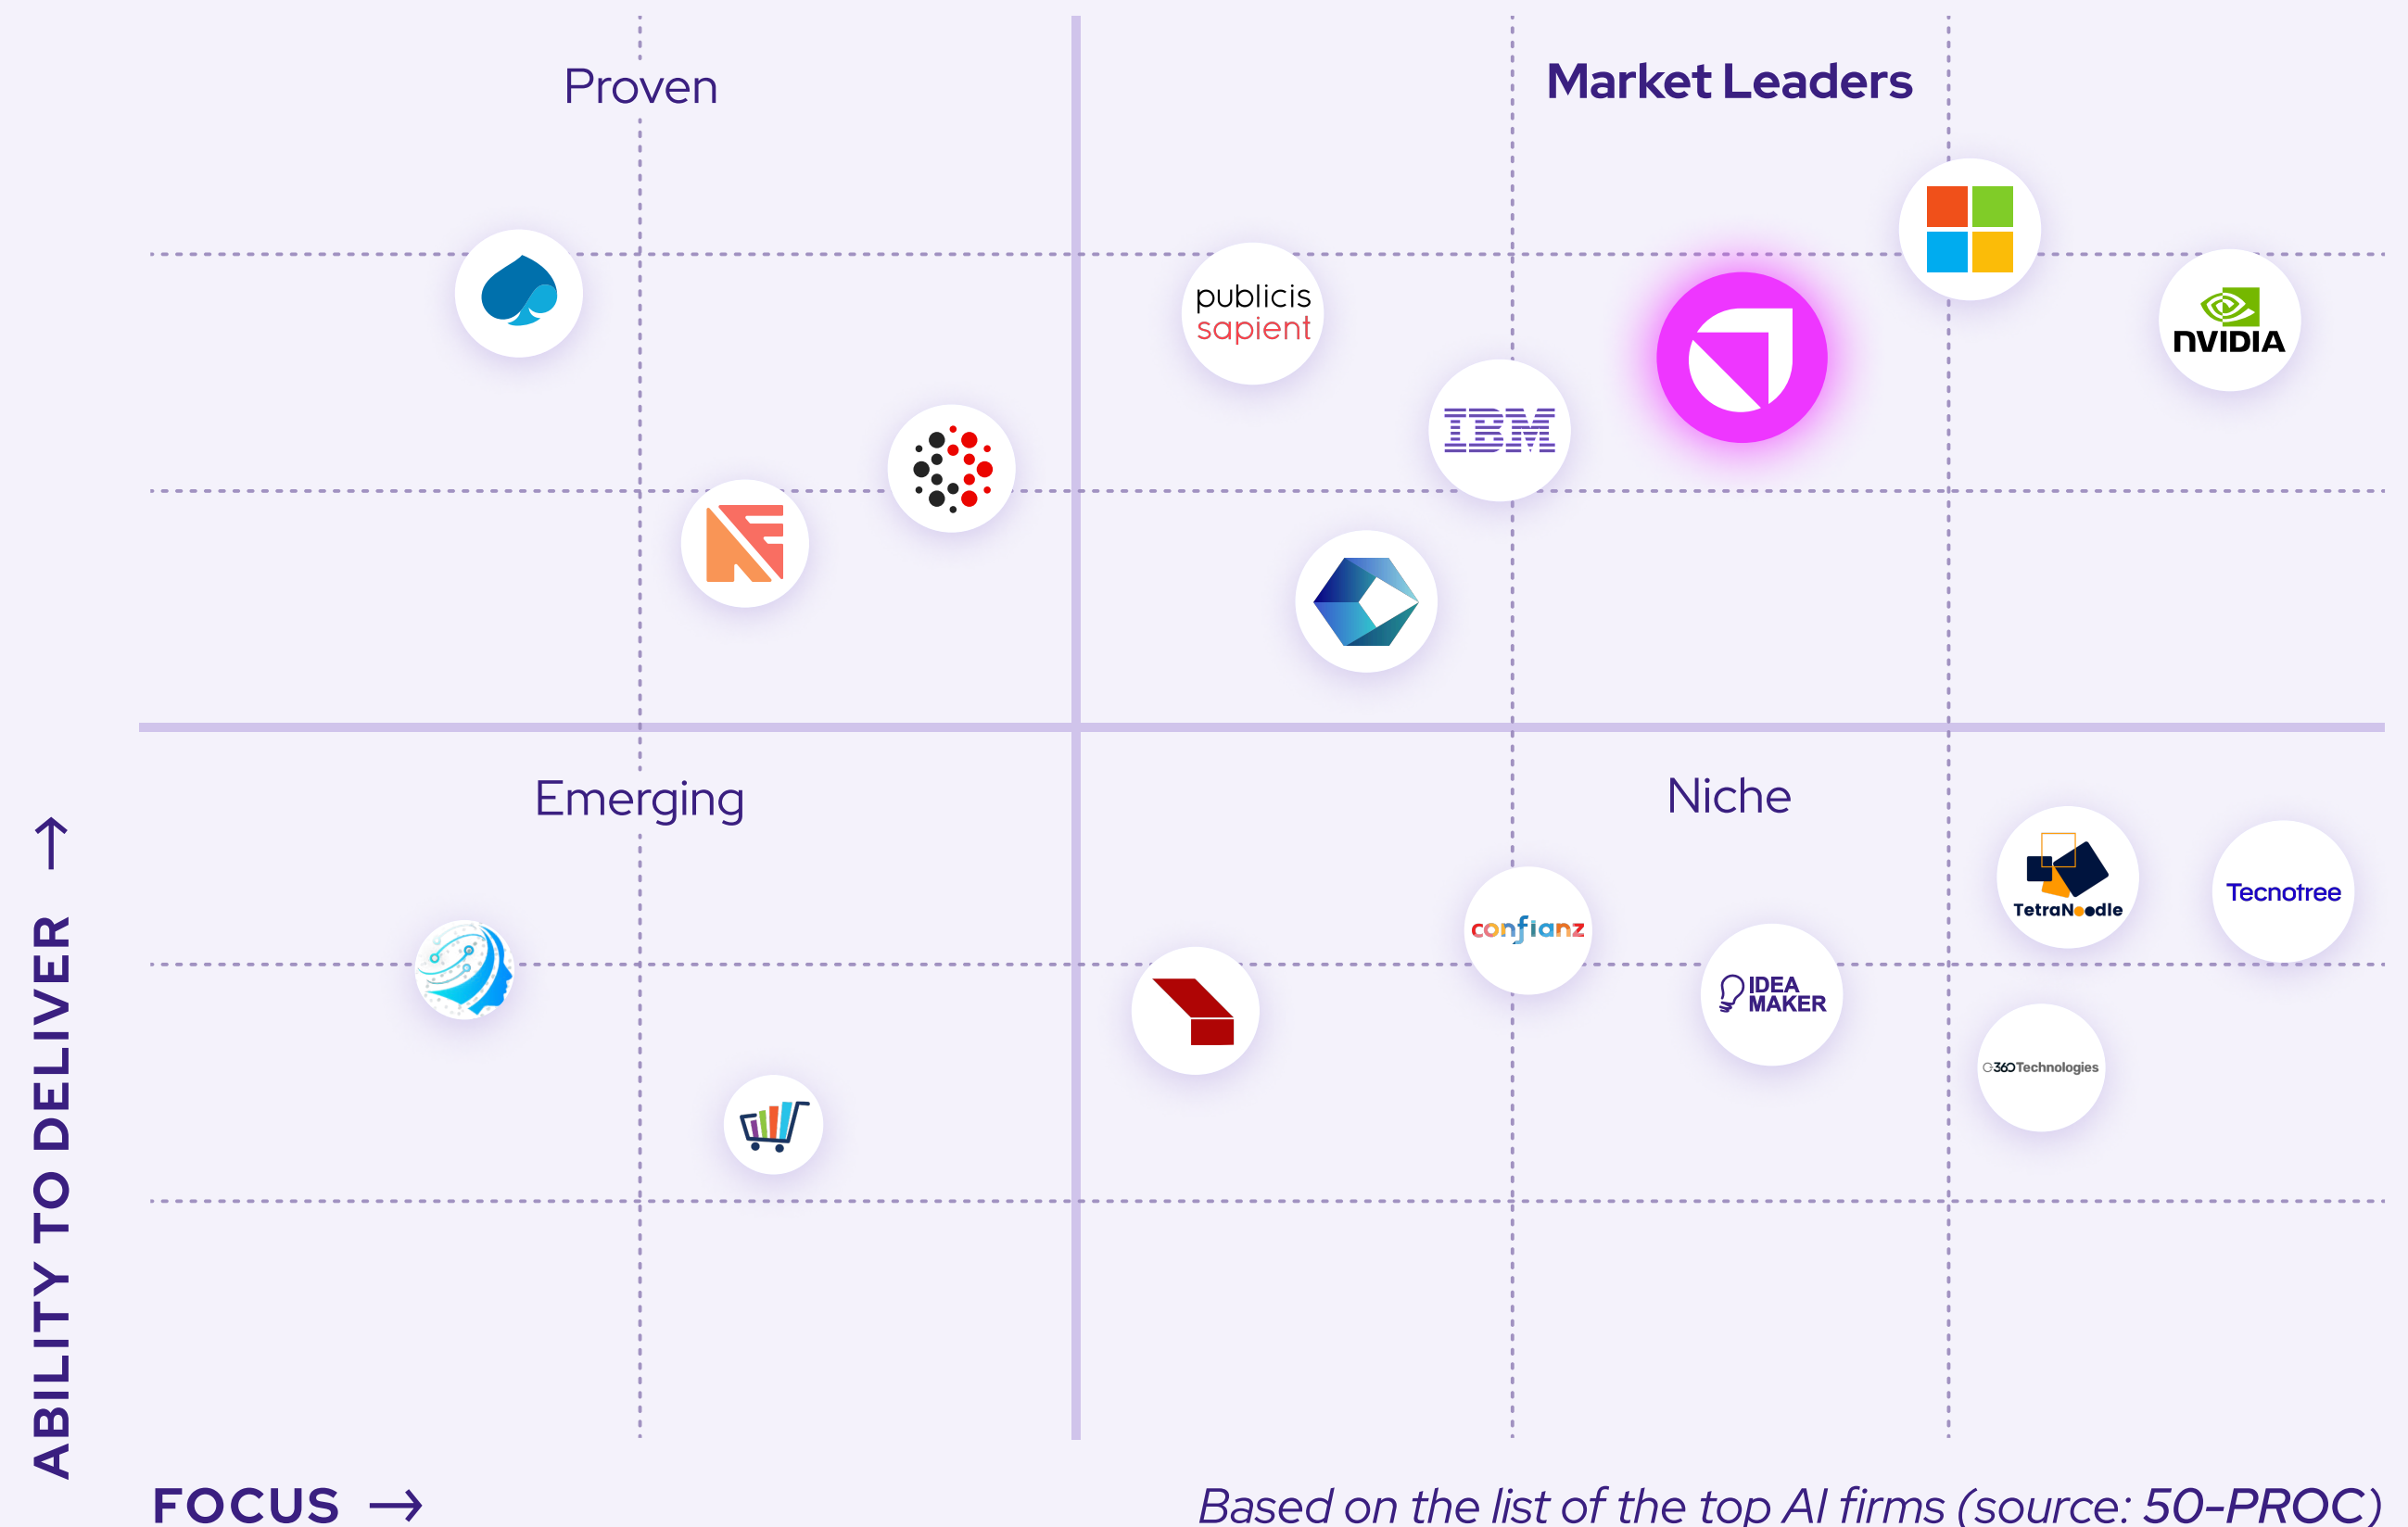 Proven
Market Leaders
publicis
sapient
IBM
NVIDIA
Emerging
Niche
TetraNoodle
Tecnotree
confianz
IDEA
MAKER
360Technologies
ABILITY TO DELIVER →
FOCUS →
Based on the list of the top AI firms (source: 50-PROC)